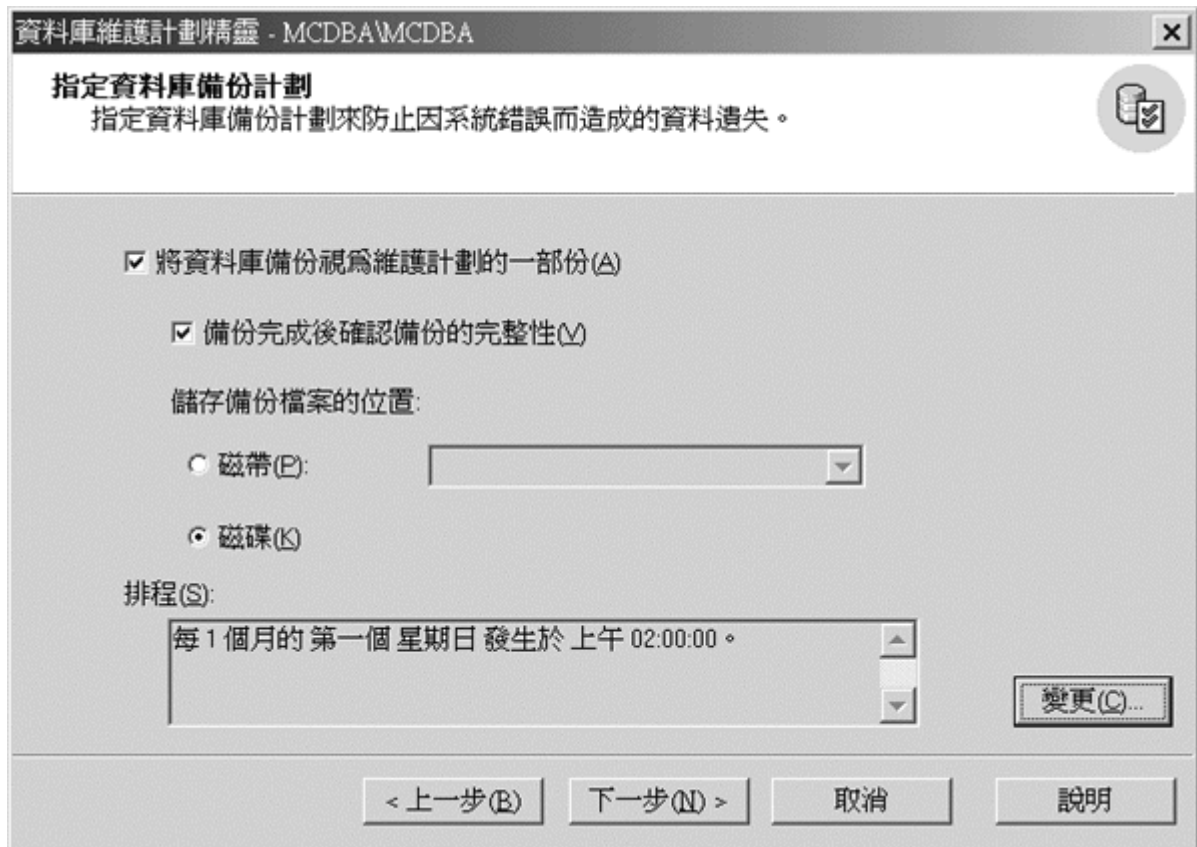 資料庫維護計劃精靈 - MCDBA\MCDBA
指定資料庫備份計劃
指定資料庫備份計劃來防止因系統錯誤而造成的資料遺失。
將資料庫備份視為維護計劃的一部份(A)
備份完成後確認備份的完整性(V)
儲存備份檔案的位置:
磁帶(P):
磁碟(K)
排程(S):
每 1 個月的 第一個 星期日 發生於 上午 02:00:00。
變更(C)...
< 上一步(B)  下一步(N) >  取消  說明